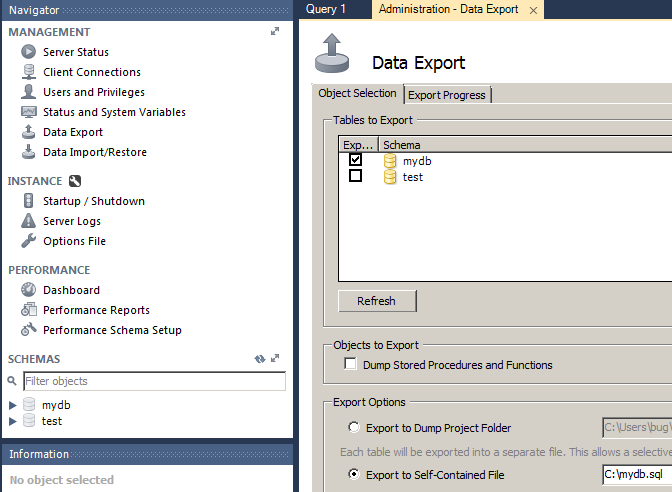 Navigator
MANAGEMENT
Server Status
Client Connections
Users and Privileges
Status and System Variables
Data Export
Data Import/Restore
INSTANCE
Startup / Shutdown
Server Logs
Options File
PERFORMANCE
Dashboard
Performance Reports
Performance Schema Setup
SCHEMAS
Filter objects
mydb
test
Information
No object selected
Query 1
Administration - Data Export
Data Export
Object Selection
Export Progress
Tables to Export
Exp...
Schema
mydb
test
Refresh
Objects to Export
Dump Stored Procedures and Functions
Export Options
Export to Dump Project Folder
C:\Users\bug\
Each table will be exported into a separate file. This allows a selective
Export to Self-Contained File
C:\mydb.sql